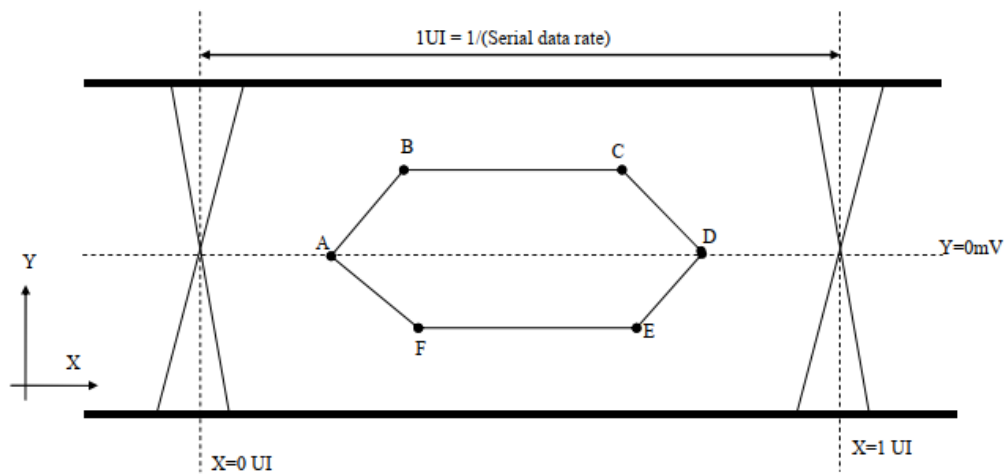 1UI = 1/(Serial data rate)
B
C
A
D
Y=0mV
Y
F
E
X
X=0 UI
X=1 UI